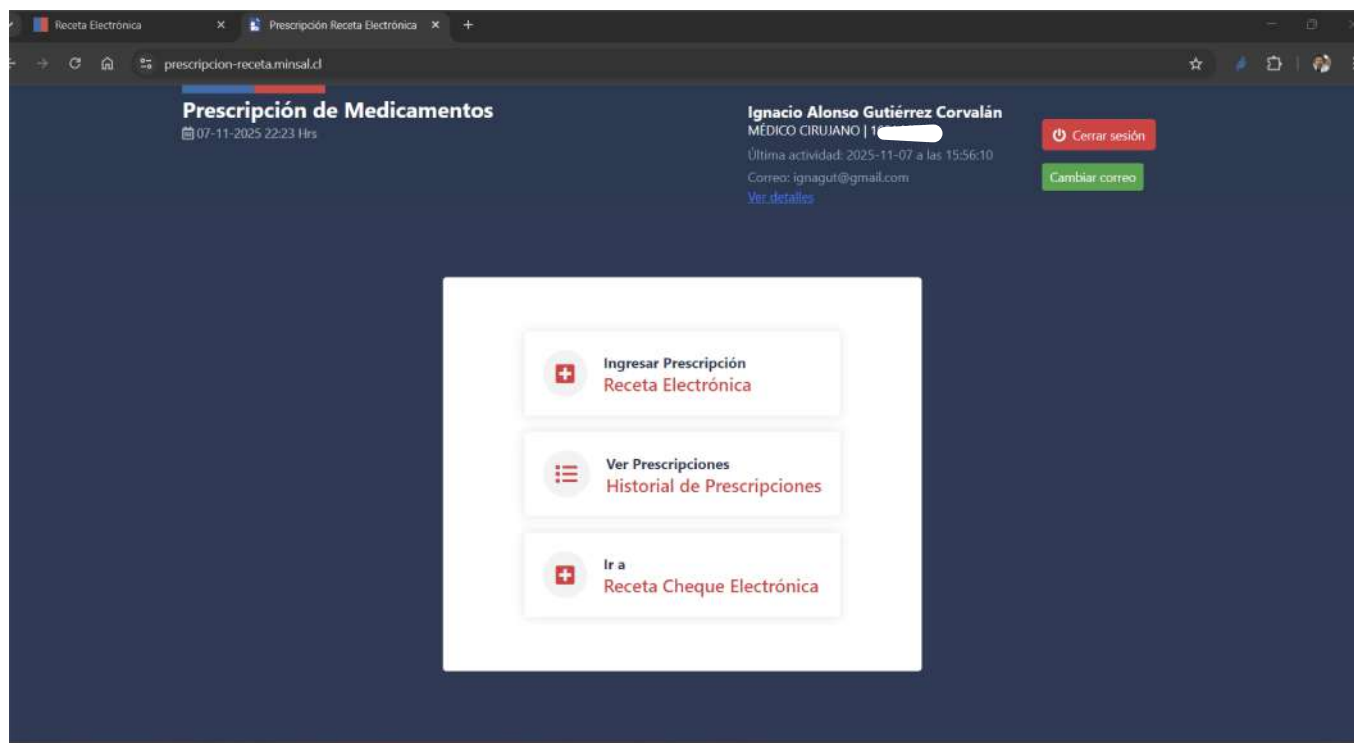 Receta Electrónica
Prescripción Receta Electrónica
prescripcion-receta.minsal.cl
Prescripción de Medicamentos
07-11-2025 22:23 Hrs
Ignacio Alonso Gutiérrez Corvalán
MÉDICO CIRUJANO |
Última actividad: 2025-11-07 a las 15:56:10
Correo: ignagut@gmail.com
Ver detalles
Cerrar sesión
Cambiar correo
Ingresar Prescripción
Receta Electrónica
Ver Prescripciones
Historial de Prescripciones
Ir a
Receta Cheque Electrónica